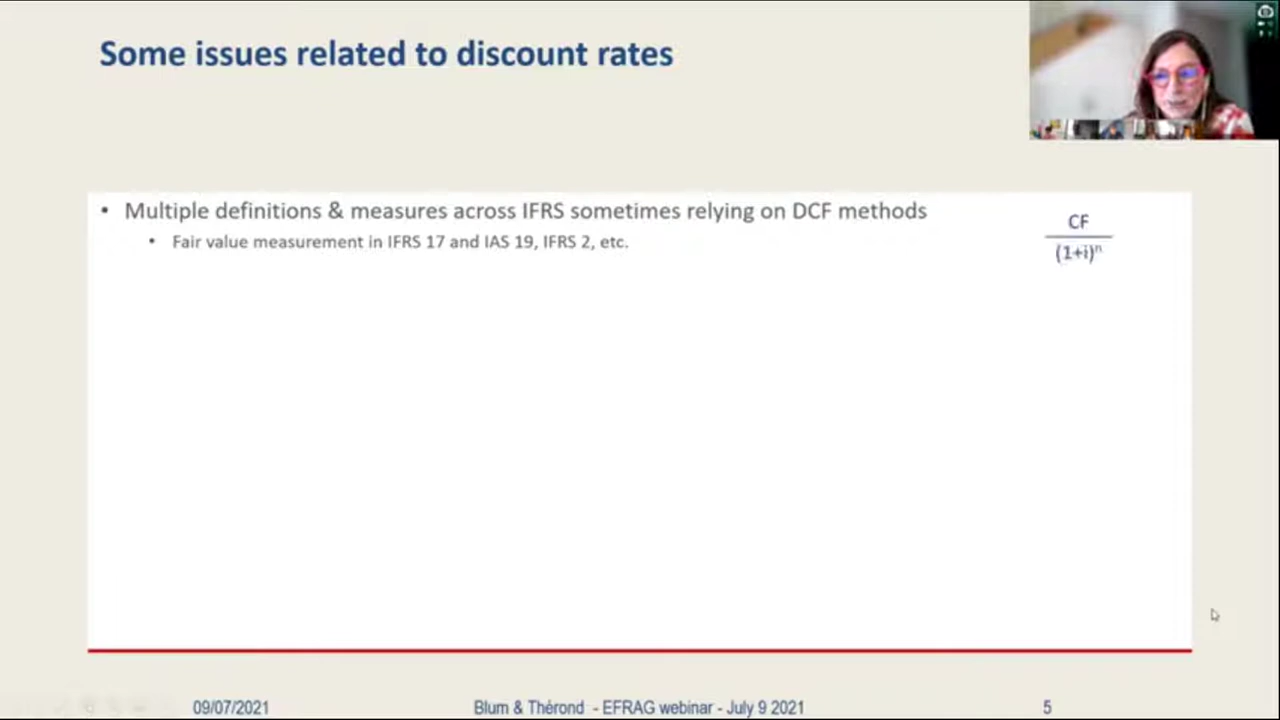 Some issues related to discount rates
• Multiple definitions & measures across IFRS sometimes relying on DCF methods
• Fair value measurement in IFRS 17 and IAS 19, IFRS 2, etc.
CF
(1+i)ⁿ
09/07/2021 Blum & Thérond - EFRAG webinar - July 9 2021 5